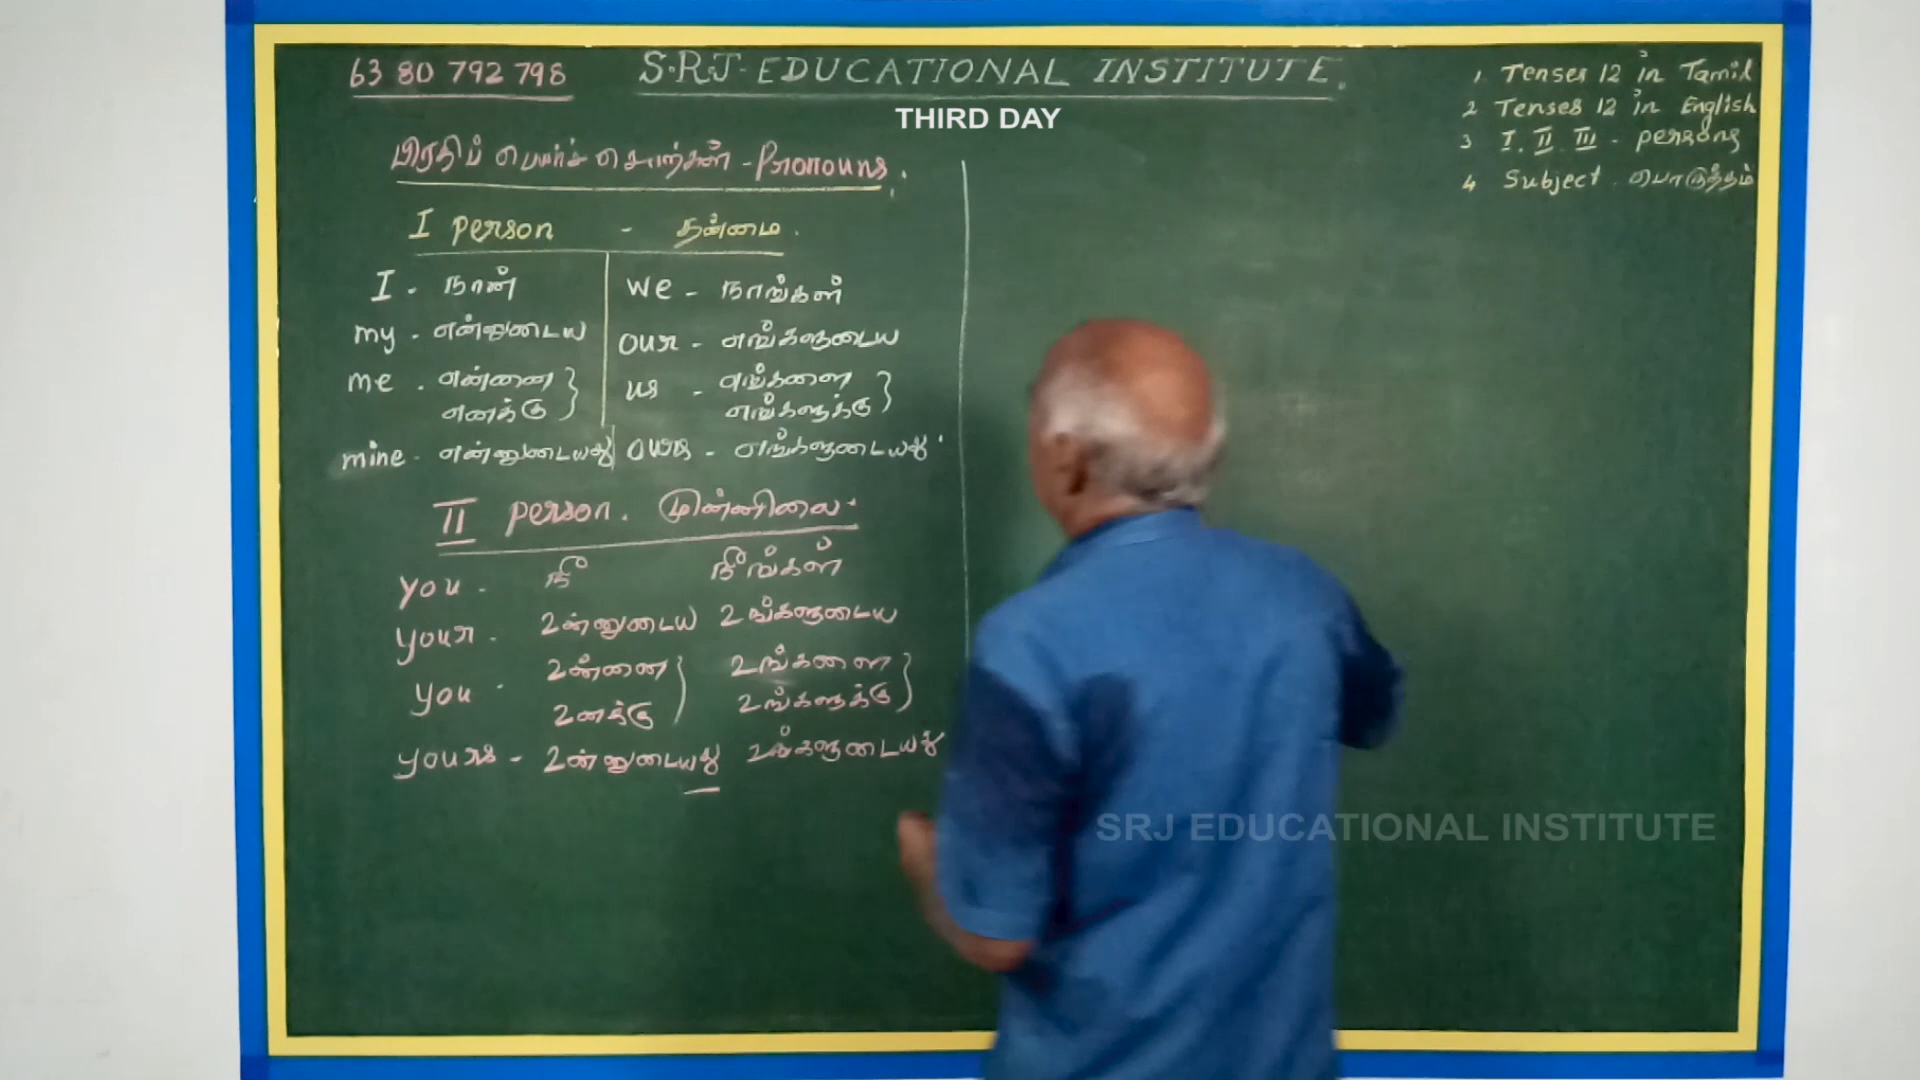 63 80 792 798
S.R.J. EDUCATIONAL INSTITUTE.
THIRD DAY
1 Tenses 12 in Tamil
2 Tenses 12 in English
3 I. II. III - persons
4 Subject. பொருத்தம்
பிரதிப் பெயர்ச் சொற்கள் - Pronouns.
I person - தன்மை.
I - நான் we - நாங்கள்
my - என்னுடைய our - எங்களுடைய
me - என்னை us - எங்களை
எனக்கு எங்களுக்கு
mine - என்னுடையது ours - எங்களுடையது
II person. முன்னிலை.
you - நீ நீங்கள்
your - உன்னுடைய உங்களுடைய
you - உன்னை உங்களை
உனக்கு உங்களுக்கு
yours - உன்னுடையது உங்களுடையது
SRJ EDUCATIONAL INSTITUTE